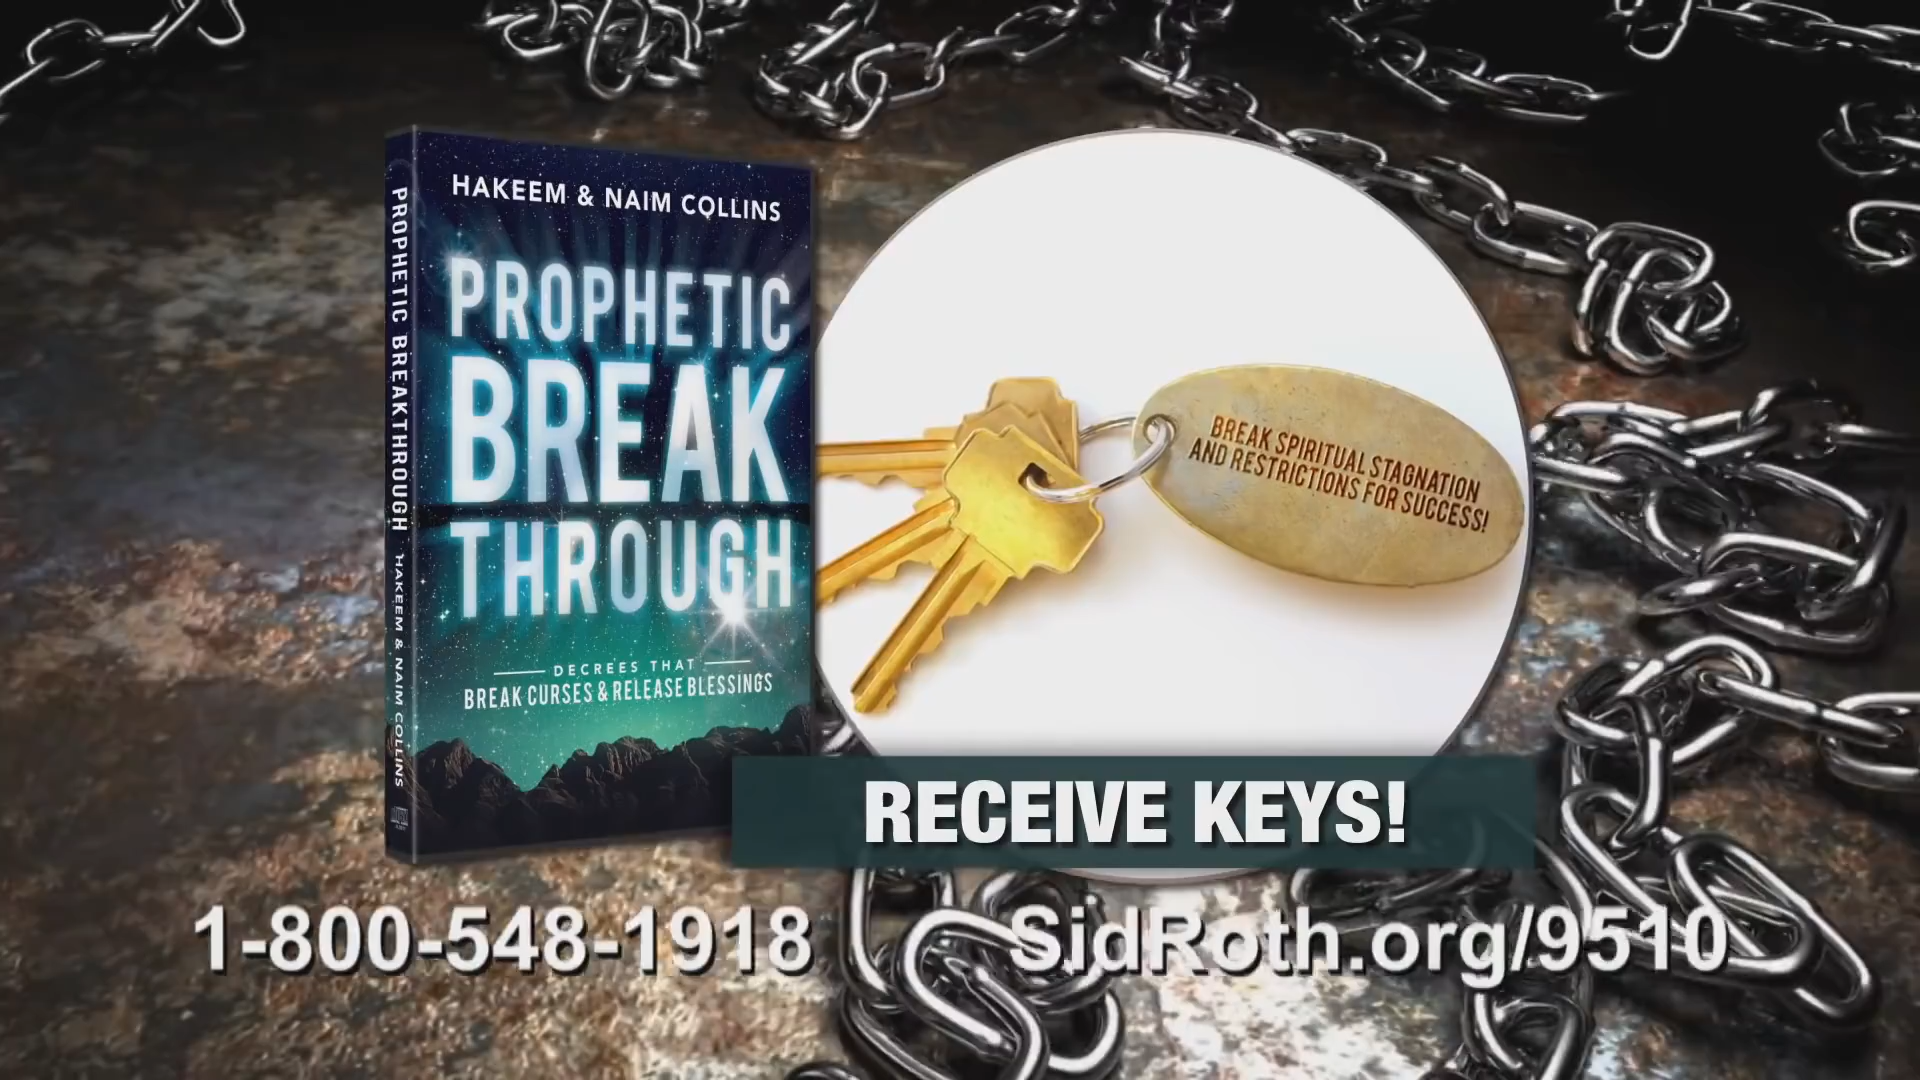 HAKEEM & NAIM COLLINS
PROPHETIC
BREAK
THROUGH
DECREES THAT
BREAK CURSES & RELEASE BLESSINGS
PROPHETIC BREAKTHROUGH HAKEEM & NAIM COLLINS
BREAK SPIRITUAL STAGNATION
AND RESTRICTIONS FOR SUCCESS!
RECEIVE KEYS!
1-800-548-1918
SidRoth.org/9510